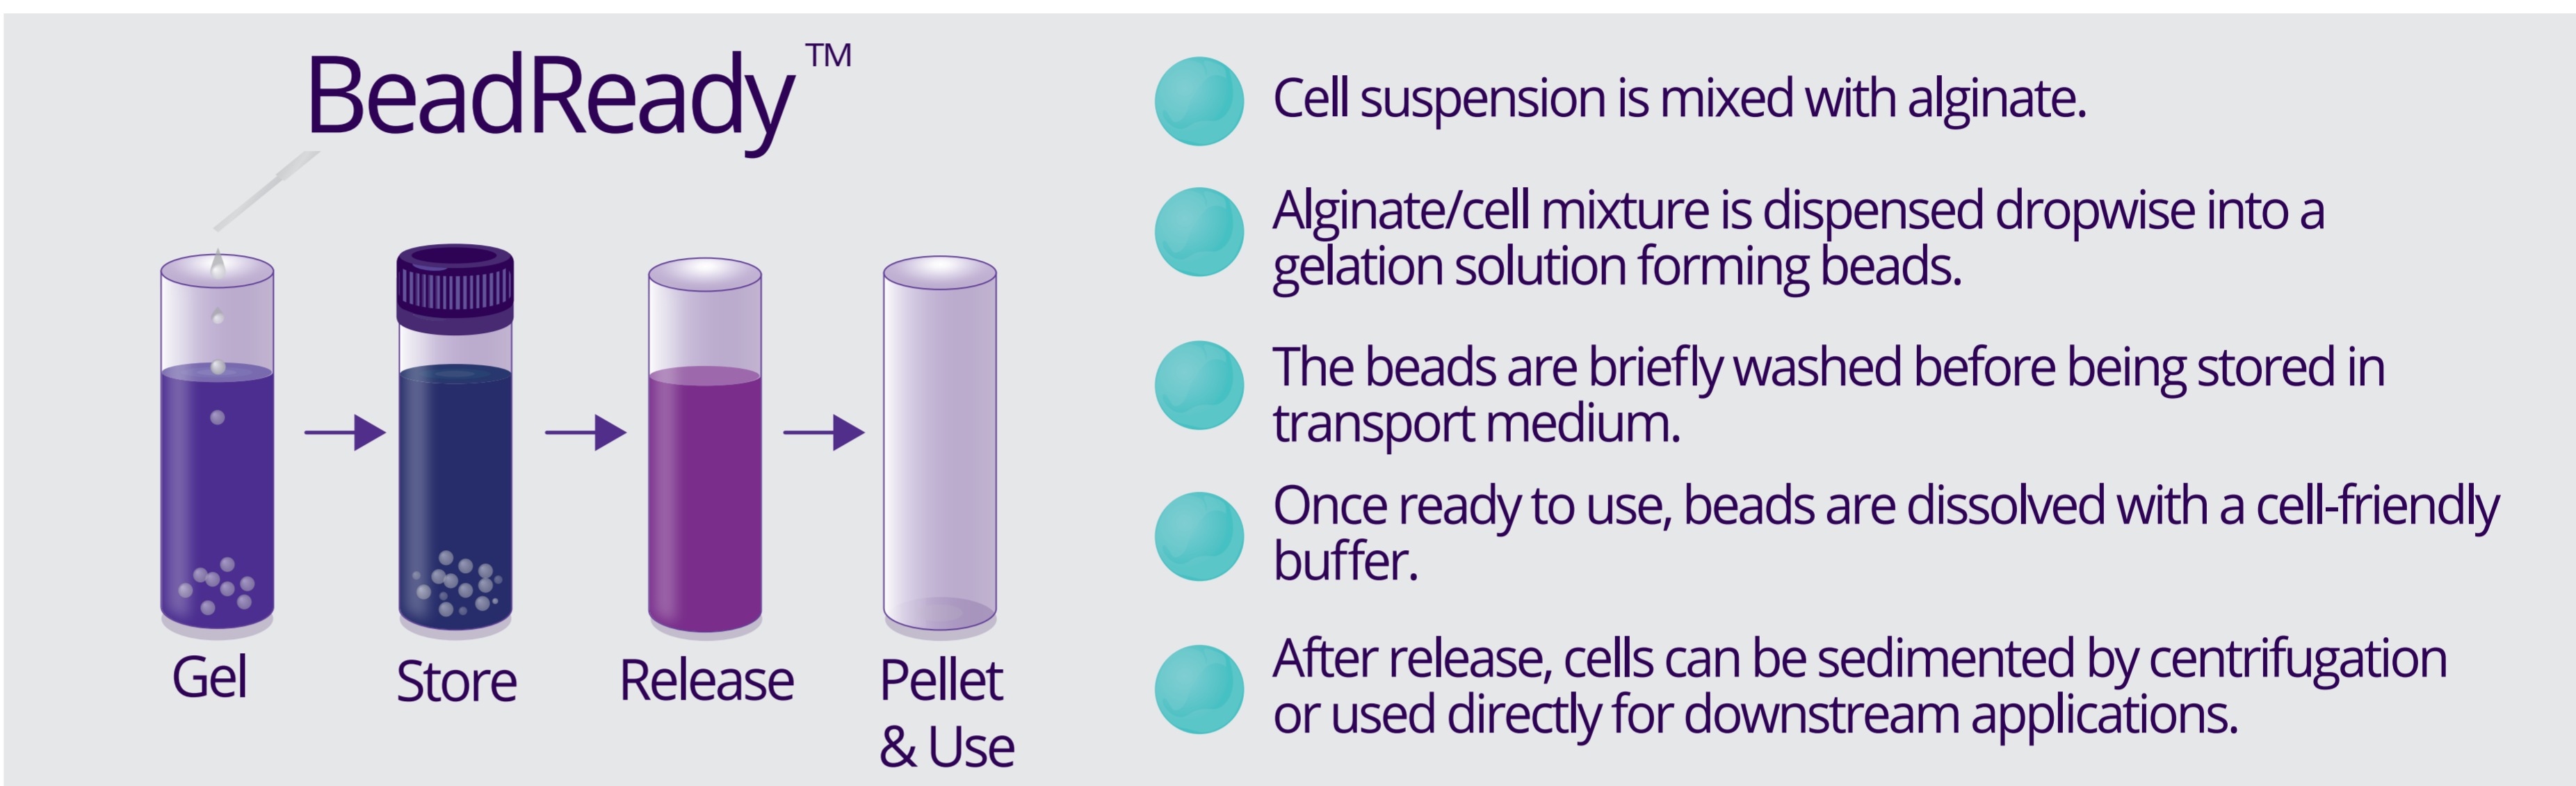 BeadReady™
Gel
Store
Release
Pellet
& Use
Cell suspension is mixed with alginate.
Alginate/cell mixture is dispensed dropwise into a
gelation solution forming beads.
The beads are briefly washed before being stored in
transport medium.
Once ready to use, beads are dissolved with a cell-friendly
buffer.
After release, cells can be sedimented by centrifugation
or used directly for downstream applications.